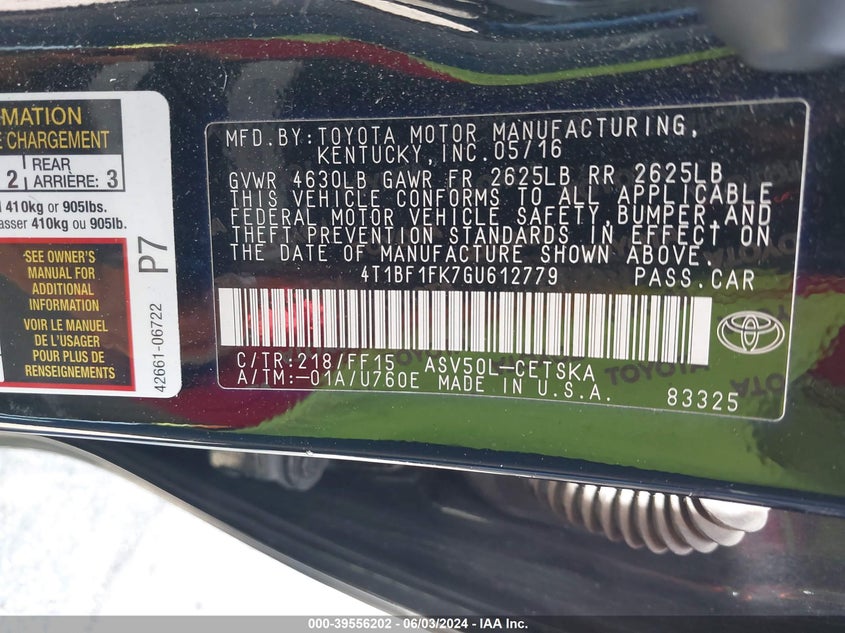 MATION
E CHARGEMENT
2 REAR ARRIÈRE: 3
410kg or 905lbs.
asser 410kg ou 905lb.
SEE OWNER'S
MANUAL FOR
ADDITIONAL
INFORMATION
VOIR LE MANUEL
DE L'USAGER
POUR PLUS DE
RENSEIGNEMENTS
P7
42661-06722
MFD.BY:TOYOTA MOTOR MANUFACTURING,
KENTUCKY,INC.05/16
GVWR 4630LB GAWR FR 2625LB RR 2625LB
THIS VEHICLE CONFORMS TO ALL APPLICABLE
FEDERAL MOTOR VEHICLE SAFETY,BUMPER,AND
THEFT PREVENTION STANDARDS IN EFFECT ON
THE DATE OF MANUFACTURE SHOWN ABOVE.
4T1BF1FK7GU612779 PASS.CAR
C/TR:218/FF15 ASV50L-CETSKA
A/TM:-01A/U760E MADE IN U.S.A. 83325
TOYOTA
000-39556202 - 06/03/2024 - IAA Inc.